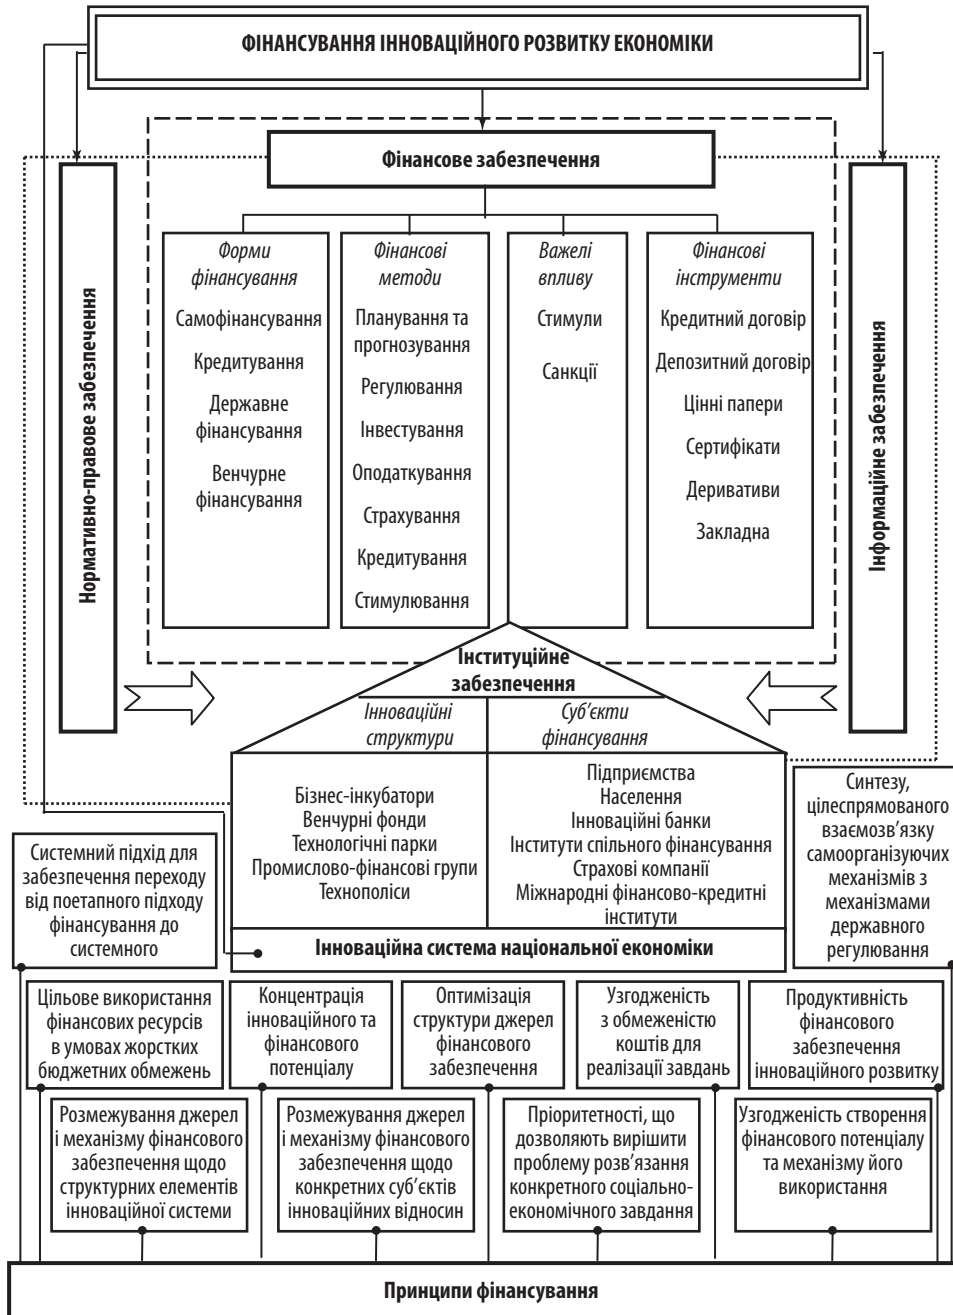 ФІНАНСУВАННЯ ІННОВАЦІЙНОГО РОЗВИТКУ ЕКОНОМІКИ
Фінансове забезпечення
Нормативно-правове забезпечення
Форми
фінансування
Самофінансування
Кредитування
Державне
фінансування
Венчурне
фінансування
Фінансові
методи
Планування та
прогнозування
Регулювання
Інвестування
Оподаткування
Страхування
Кредитування
Стимулювання
Важелі
впливу
Стимули
Санкції
Фінансові
інструменти
Кредитний договір
Депозитний договір
Цінні папери
Сертифікати
Деривативи
Закладна
Інформаційне забезпечення
Інституційне
забезпечення
Інноваційні
структури
Бізнес-інкубатори
Венчурні фонди
Технологічні парки
Промислово-фінансові групи
Технополіси
Суб’єкти
фінансування
Підприємства
Населення
Інноваційні банки
Інститути спільного фінансування
Страхові компанії
Міжнародні фінансово-кредитні
інститути
Інноваційна система національної економіки
Системний підхід для
забезпечення переходу
від поетапного підходу
фінансування до
системного
Синтезу,
цілеспрямованого
взаємозв’язку
самоорганізуючих
механізмів з
механізмами
державного
регулювання
Цільове використання
фінансових ресурсів
в умовах жорстких
бюджетних обмежень
Концентрація
інноваційного та
фінансового
потенціалу
Оптимізація
структури джерел
фінансового
забезпечення
Узгодженість
з обмеженістю
коштів для
реалізації завдань
Продуктивність
фінансового
забезпечення
інноваційного розвитку
Розмежування джерел
і механізму фінансового
забезпечення щодо
структурних елементів
інноваційної системи
Розмежування джерел
і механізму фінансового
забезпечення щодо
конкретних суб’єктів
інноваційних відносин
Пріоритетності, що
дозволяють вирішити
проблему розв’язання
конкретного соціально-
економічного завдання
Узгодженість створення
фінансового потенціалу
та механізму його
використання
Принципи фінансування